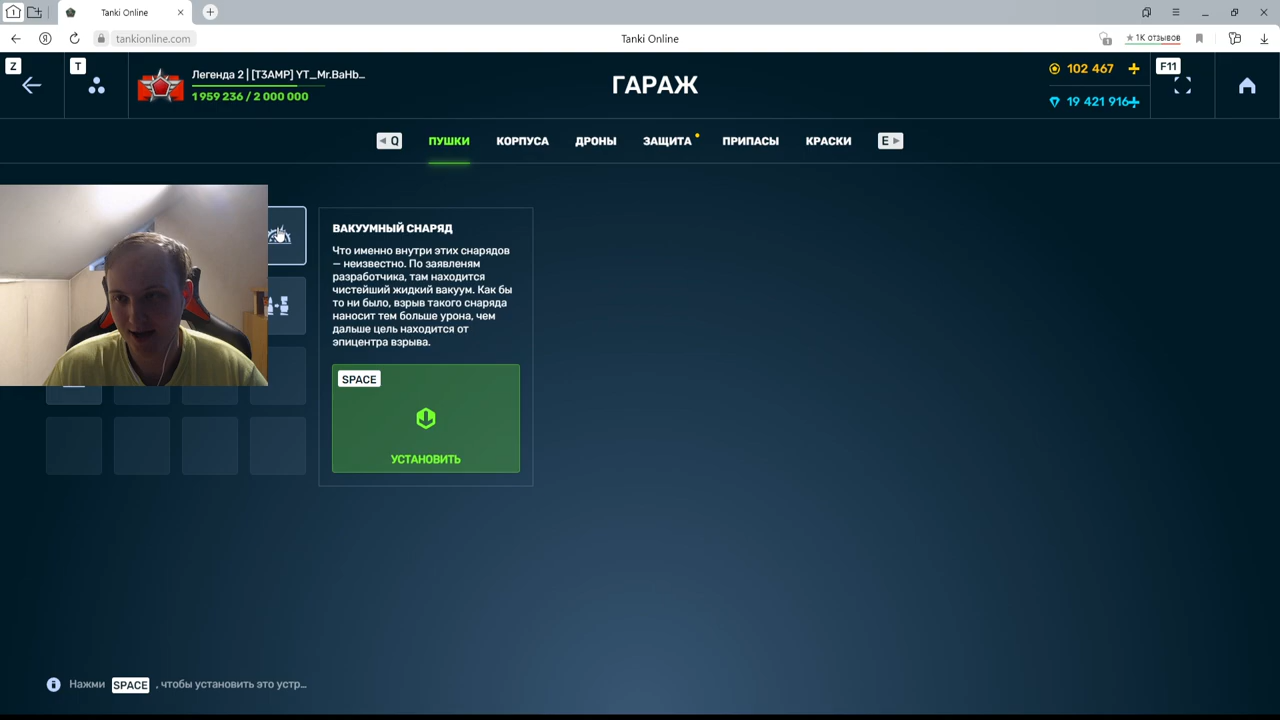 Tanki Online
tankionline.com
Tanki Online
1K отзывов
Z
T
Легенда 2 | [T3AMP] YT_Mr.BaHb...
1 959 236 / 2 000 000
ГАРАЖ
102 467
19 421 916
F11
Q
ПУШКИ
КОРПУСА
ДРОНЫ
ЗАЩИТА
ПРИПАСЫ
КРАСКИ
E
ВАКУУМНЫЙ СНАРЯД
Что именно внутри этих снарядов
— неизвестно. По заявленям
разработчика, там находится
чистейший жидкий вакуум. Как бы
то ни было, взрыв такого снаряда
наносит тем больше урона, чем
дальше цель находится от
эпицентра взрыва.
SPACE
УСТАНОВИТЬ
Нажми SPACE , чтобы установить это устр...